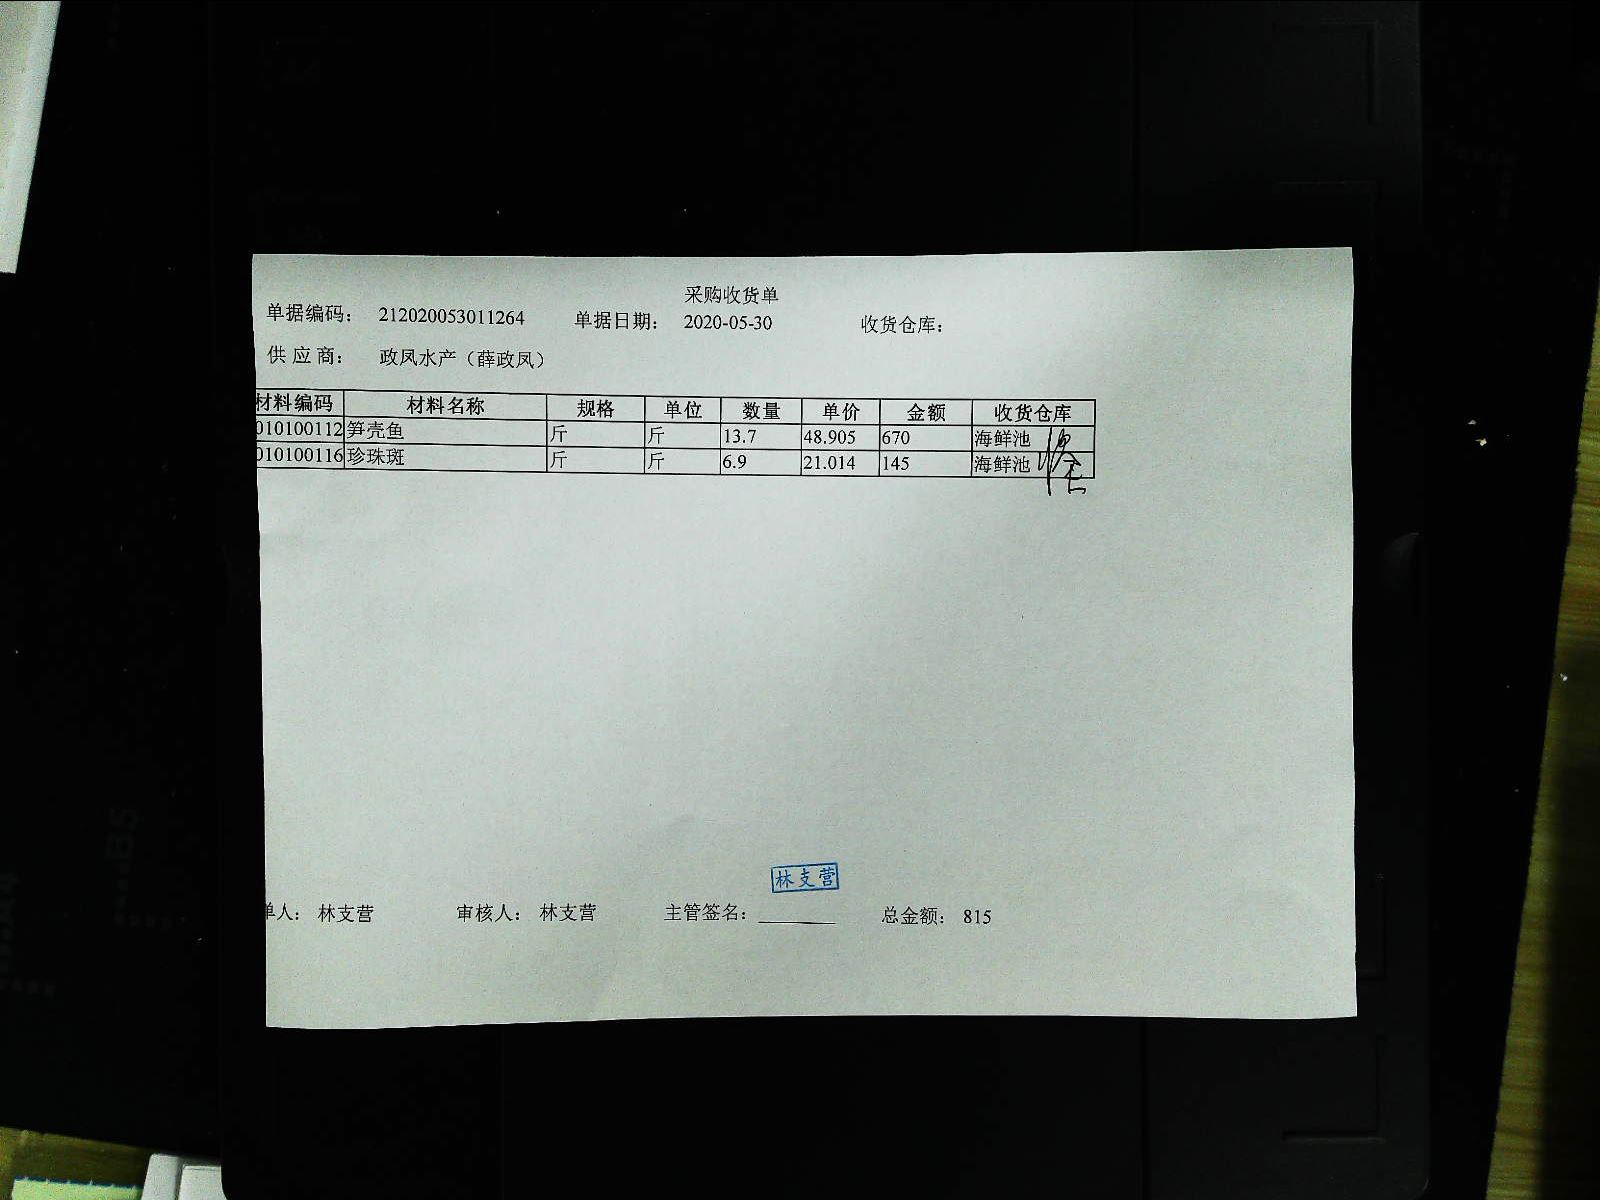 采购收货单
单据编码： 212020053011264 单据日期： 2020-05-30 收货仓库：
供 应 商： 政凤水产（薛政凤）
材料编码 材料名称 规格 单位 数量 单价 金额 收货仓库
010100112 笋壳鱼 斤 斤 13.7 48.905 670 海鲜池
010100116 珍珠斑 斤 斤 6.9 21.014 145 海鲜池
林支营
单人： 林支营 审核人： 林支营 主管签名： 总金额： 815